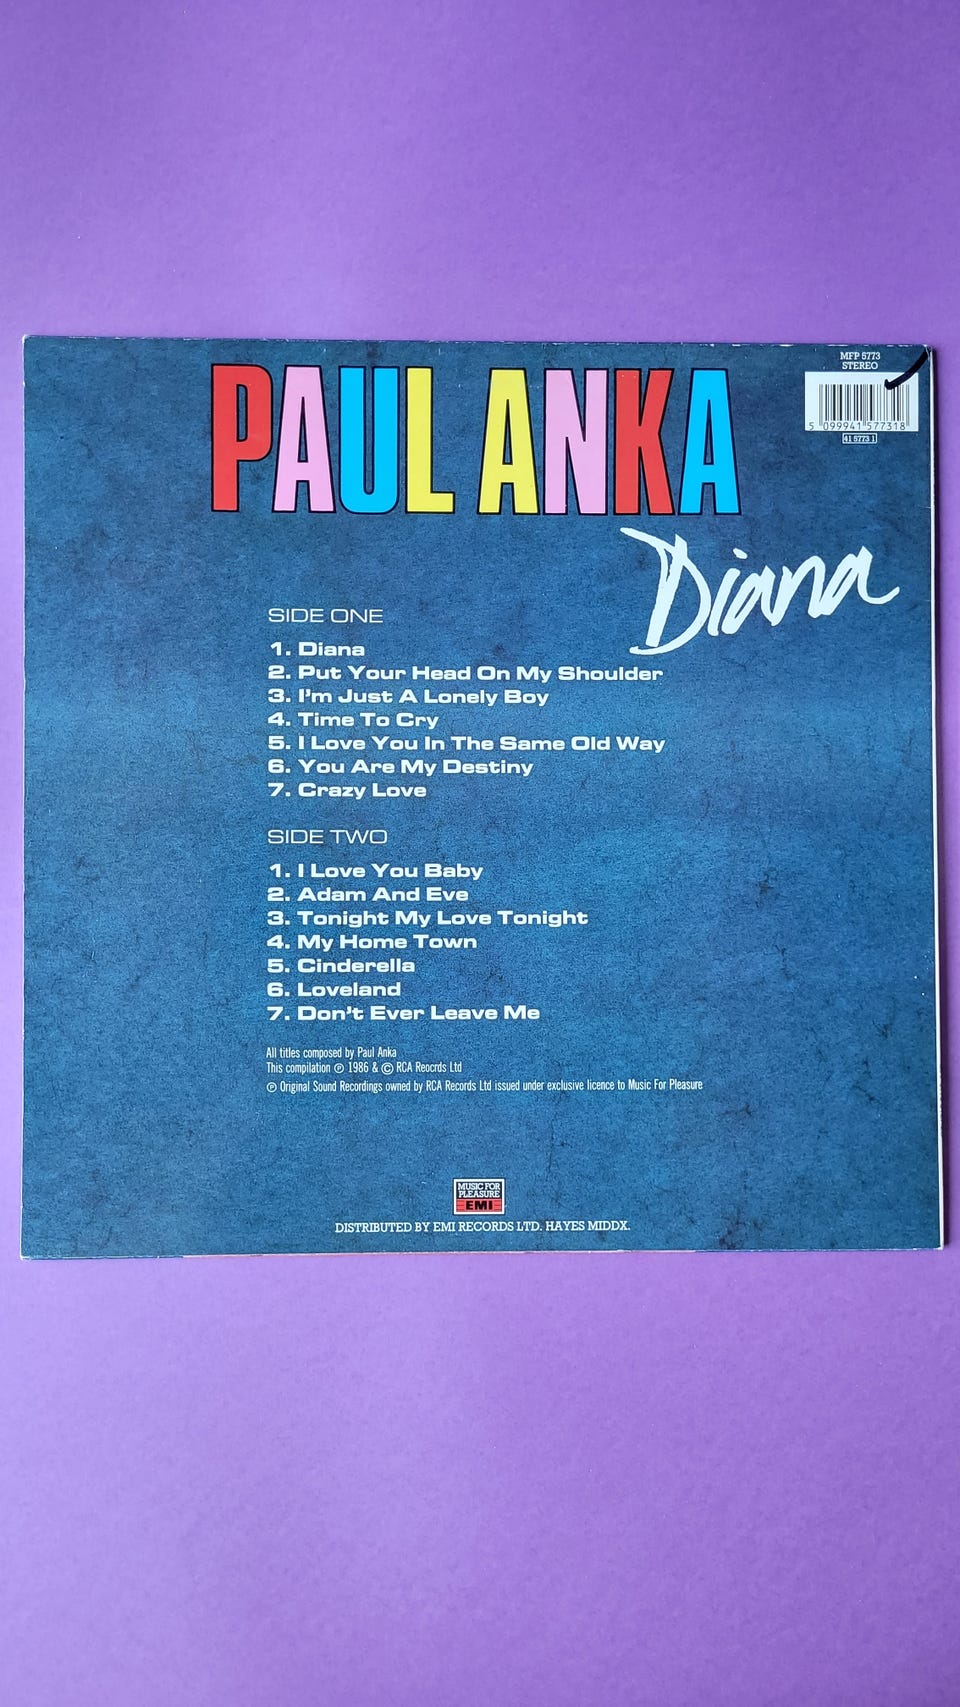 MFP 5773
STEREO
5 099941 577318
41 5773 1
PAUL ANKA
Diana
SIDE ONE
1. Diana
2. Put Your Head On My Shoulder
3. I'm Just A Lonely Boy
4. Time To Cry
5. I Love You In The Same Old Way
6. You Are My Destiny
7. Crazy Love
SIDE TWO
1. I Love You Baby
2. Adam And Eve
3. Tonight My Love Tonight
4. My Home Town
5. Cinderella
6. Loveland
7. Don't Ever Leave Me
All titles composed by Paul Anka
This compilation ℗ 1986 & © RCA Reocrds Ltd
℗ Original Sound Recordings owned by RCA Records Ltd issued under exclusive licence to Music For Pleasure
MUSIC FOR
PLEASURE
EMI
DISTRIBUTED BY EMI RECORDS LTD. HAYES MIDDX.